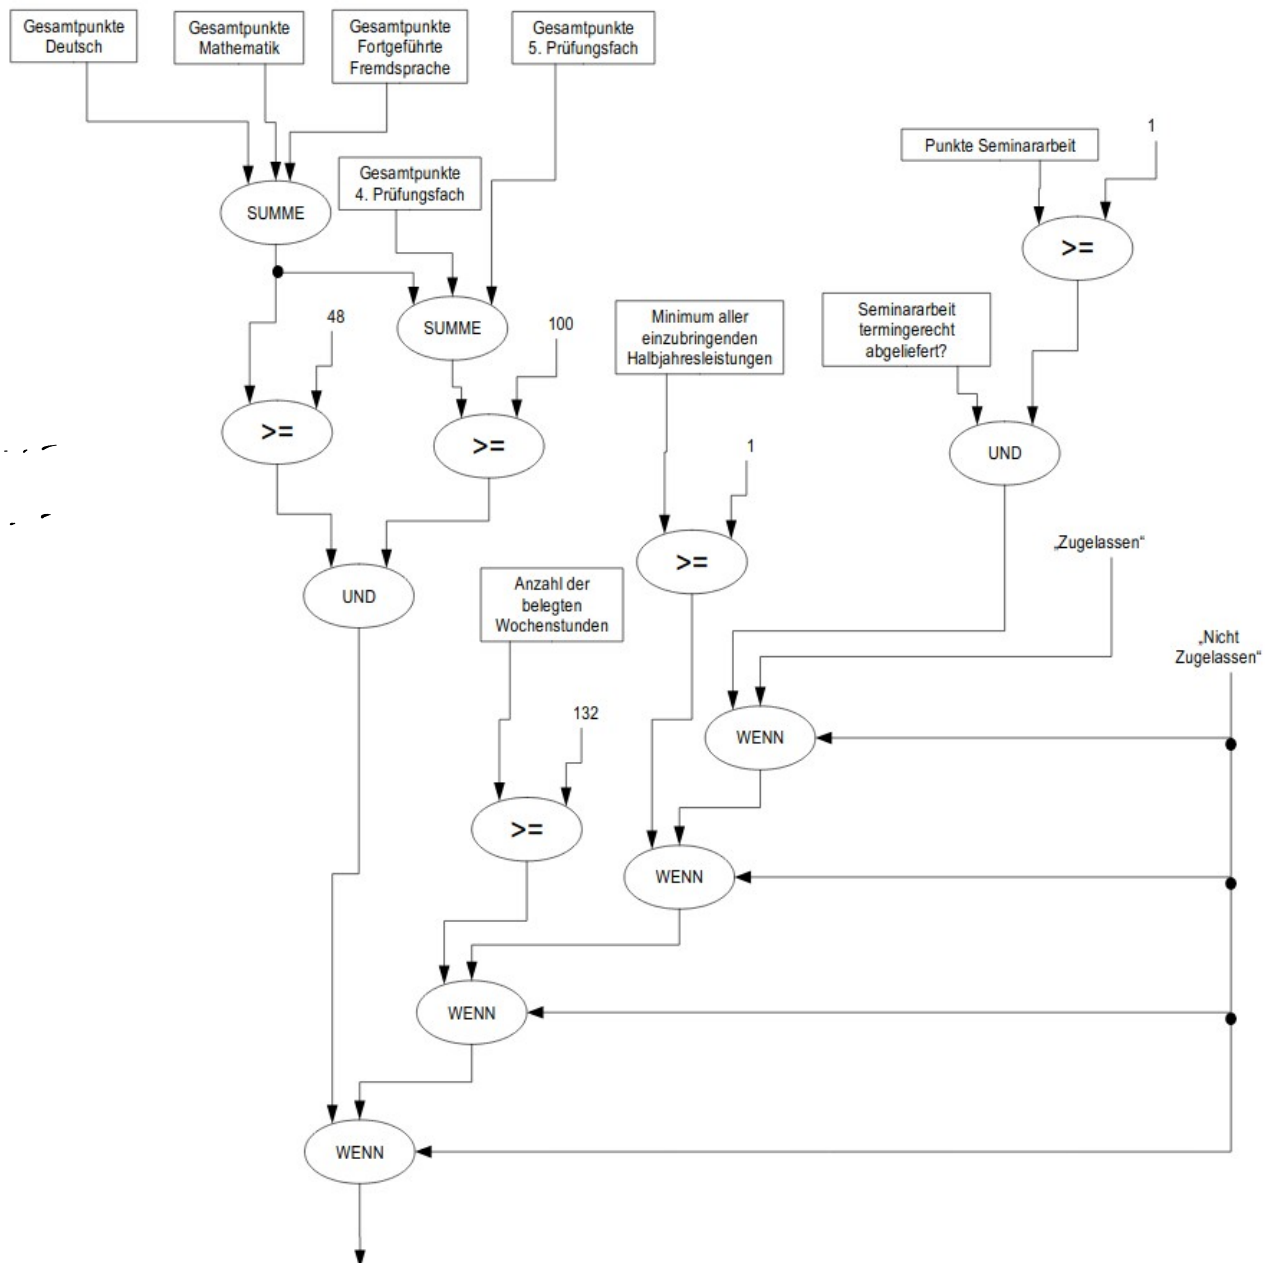 Gesamtpunkte
Deutsch
Gesamtpunkte
Mathematik
Gesamtpunkte
Fortgeführte
Fremdsprache
Gesamtpunkte
5. Prüfungsfach
Punkte Seminararbeit
1
Gesamtpunkte
4. Prüfungsfach
SUMME
>=
48
SUMME
100
Minimum aller
einzubringenden
Halbjahresleistungen
Seminararbeit
termingerecht
abgeliefert?
>=
>=
1
UND
>=
„Zugelassen“
UND
Anzahl der
belegten
Wochenstunden
„Nicht
Zugelassen“
132
WENN
>=
WENN
WENN
WENN